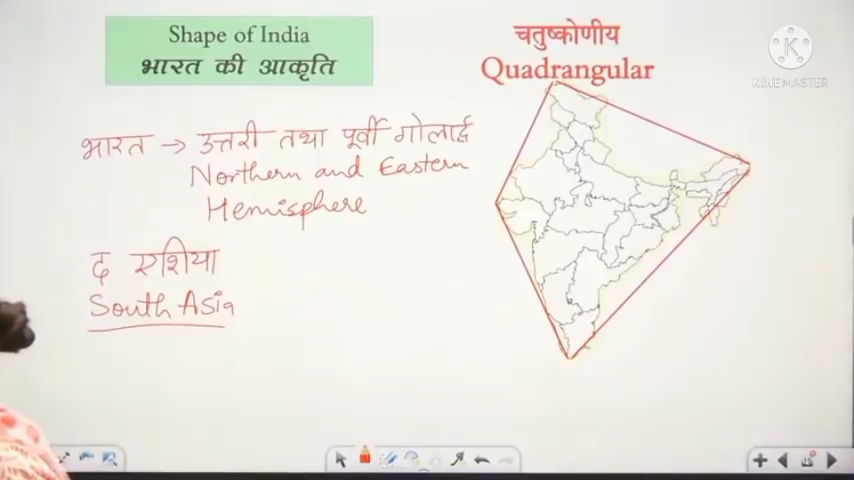 Shape of India
भारत की आकृति
चतुष्कोणीय
Quadrangular
K
KINEMASTER
भारत → उत्तरी तथा पूर्वी गोलार्द्ध
Northern and Eastern
Hemisphere
द एशिया
South Asia